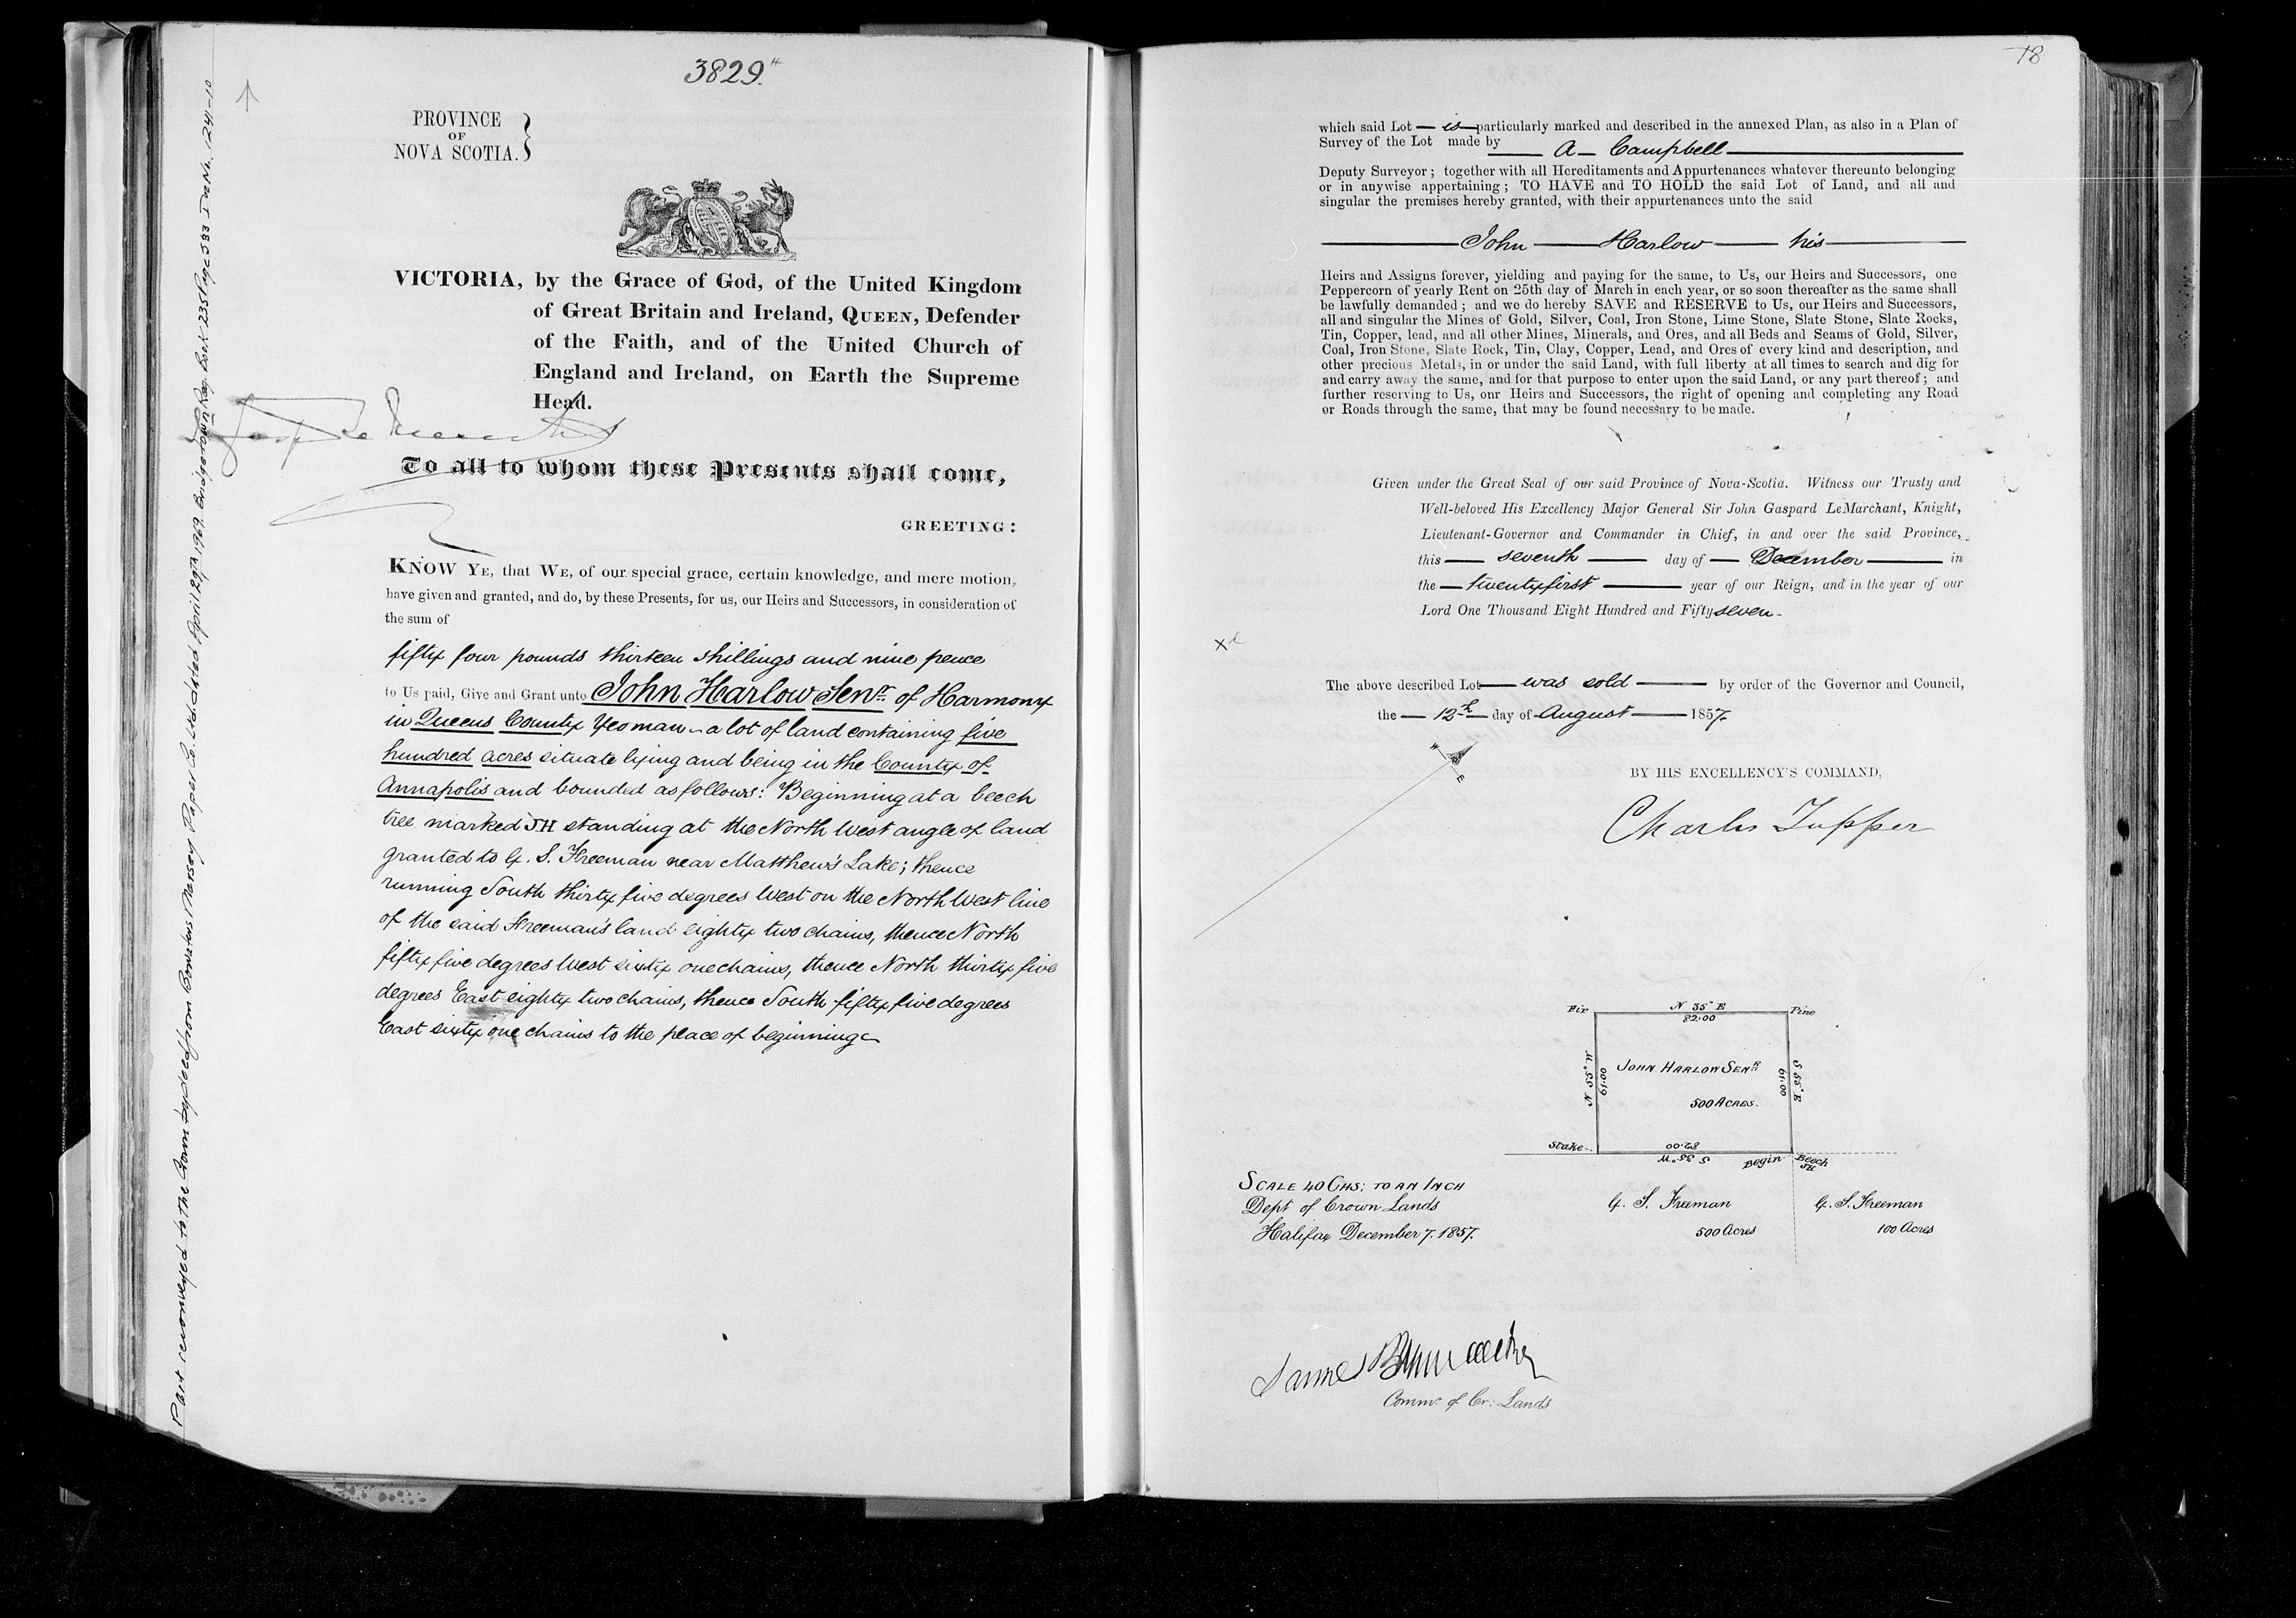 3829
PROVINCE
OF
NOVA SCOTIA. }
VICTORIA, by the Grace of God, of the United Kingdom
of Great Britain and Ireland, QUEEN, Defender
of the Faith, and of the United Church of
England and Ireland, on Earth the Supreme
Head.
To all to whom these Presents shall come,
GREETING:
KNOW YE, that WE, of our special grace, certain knowledge, and mere motion,
have given and granted, and do, by these Presents, for us, our Heirs and Successors, in consideration of
the sum of
fifty four pounds thirteen shillings and nine pence
to Us paid, Give and Grant unto John Harlow Senr. of Harmony
in Queens County Yeoman a lot of land containing five
hundred acres situate lying and being in the County of
Annapolis and bounded as follows: Beginning at a beech
tree marked JH standing at the North West angle of land
granted to G. S. Freeman near Matthew's Lake; thence
running South thirty five degrees West on the North West line
of the said Freeman's land eighty two chains, thence North
fifty five degrees West sixty one chains, thence North thirty five
degrees East eighty two chains, thence South fifty five degrees
East sixty one chains to the place of beginning
Part reconveyed to the Crown by deed from Bowaters Mersey Paper Co. Ltd. dated April 29th 1969. Bridgetown Reg. Book 235 Page 583
18
which said Lot — is — particularly marked and described in the annexed Plan, as also in a Plan of
Survey of the Lot made by A Campbell
Deputy Surveyor; together with all Hereditaments and Appurtenances whatever thereunto belonging
or in anywise appertaining; TO HAVE and TO HOLD the said Lot of Land, and all and
singular the premises hereby granted, with their appurtenances unto the said
John — Harlow — his
Heirs and Assigns forever, yielding and paying for the same, to Us, our Heirs and Successors, one
Peppercorn of yearly Rent on 25th day of March in each year, or so soon thereafter as the same shall
be lawfully demanded; and we do hereby SAVE and RESERVE to Us, our Heirs and Successors,
all and singular the Mines of Gold, Silver, Coal, Iron Stone, Lime Stone, Slate Stone, Slate Rocks,
Tin, Copper, lead, and all other Mines, Minerals, and Ores, and all Beds and Seams of Gold, Silver,
Coal, Iron Stone, Slate Rock, Tin, Clay, Copper, Lead, and Ores of every kind and description, and
other precious Metals, in or under the said Land, with full liberty at all times to search and dig for
and carry away the same, and for that purpose to enter upon the said Land, or any part thereof; and
further reserving to Us, onr Heirs and Successors, the right of opening and completing any Road
or Roads through the same, that may be found necessary to be made.
Given under the Great Seal of our said Province of Nova-Scotia. Witness our Trusty and
Well-beloved His Excellency Major General Sir John Gaspard LeMarchant, Knight,
Lieutenant-Governor and Commander in Chief, in and over the said Province,
this — seventh — day of — December — in
the — twenty first — year of our Reign, and in the year of our
Lord One Thousand Eight Hundred and Fifty seven
The above described Lot — was sold — by order of the Governor and Council,
the — 12th — day of August — 1857.
BY HIS EXCELLENCY'S COMMAND,
Charles Tupper
Fir N 35° E Pine
82.00
N 55° W
61.00
JOHN HARLOW SENR
500 ACRES.
61.00
S 55° E
Stake
82.00
S 35° W
Begin Beech
JH
SCALE 40 CHS: TO AN INCH
Dept of Crown Lands
Halifax December 7. 1857.
G. S. Freeman
500 Acres
G. S. Freeman
100 Acres
Commr. of Cr: Lands